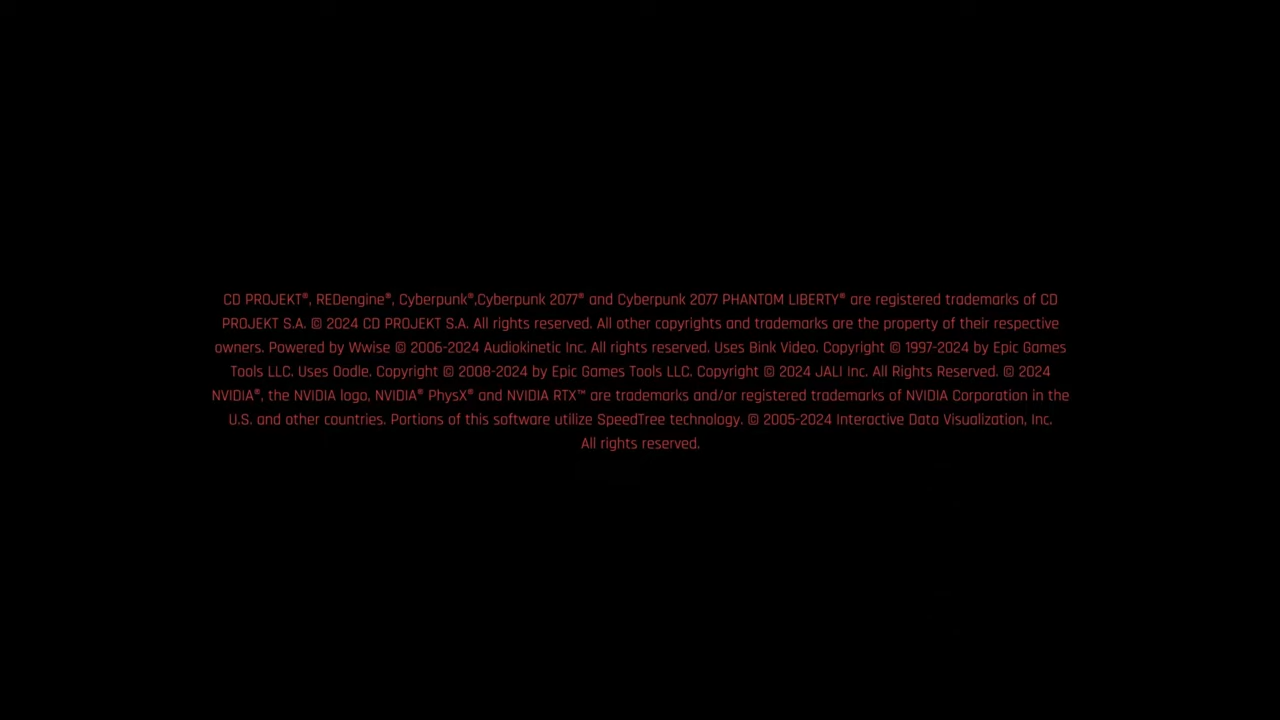 CD PROJEKT®, REDengine®, Cyberpunk®,Cyberpunk 2077® and Cyberpunk 2077 PHANTOM LIBERTY® are registered trademarks of CD
PROJEKT S.A. © 2024 CD PROJEKT S.A. All rights reserved. All other copyrights and trademarks are the property of their respective
owners. Powered by Wwise © 2006-2024 Audiokinetic Inc. All rights reserved. Uses Bink Video. Copyright © 1997-2024 by Epic Games
Tools LLC. Uses Oodle. Copyright © 2008-2024 by Epic Games Tools LLC. Copyright © 2024 JALI Inc. All Rights Reserved. © 2024
NVIDIA®, the NVIDIA logo, NVIDIA® PhysX® and NVIDIA RTX™ are trademarks and/or registered trademarks of NVIDIA Corporation in the
U.S. and other countries. Portions of this software utilize SpeedTree technology. © 2005-2024 Interactive Data Visualization, Inc.
All rights reserved.